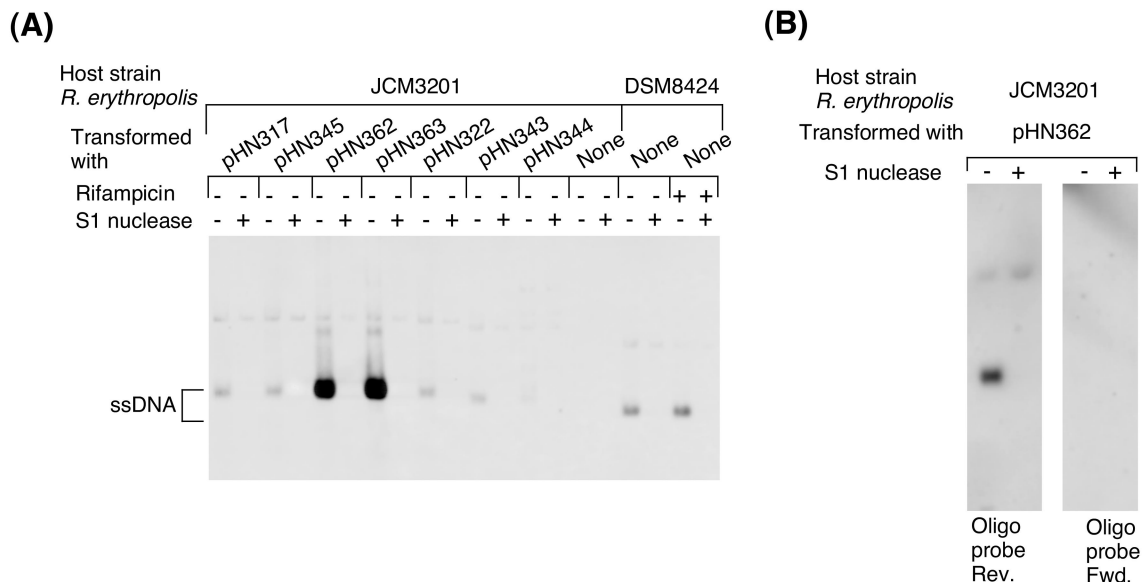 (A)
Host strain
R. erythropolis
JCM3201
DSM8424
Transformed
with
pHN317 pHN345 pHN362 pHN363 pHN322 pHN343 pHN344 None None None
Rifampicin - - - - - - - - - - - - - - - - - - + +
S1 nuclease - + - + - + - + - + - + - + - + - + - +
ssDNA
(B)
Host strain
R. erythropolis
JCM3201
Transformed with pHN362
S1 nuclease - + - +
Oligo
probe
Rev.
Oligo
probe
Fwd.